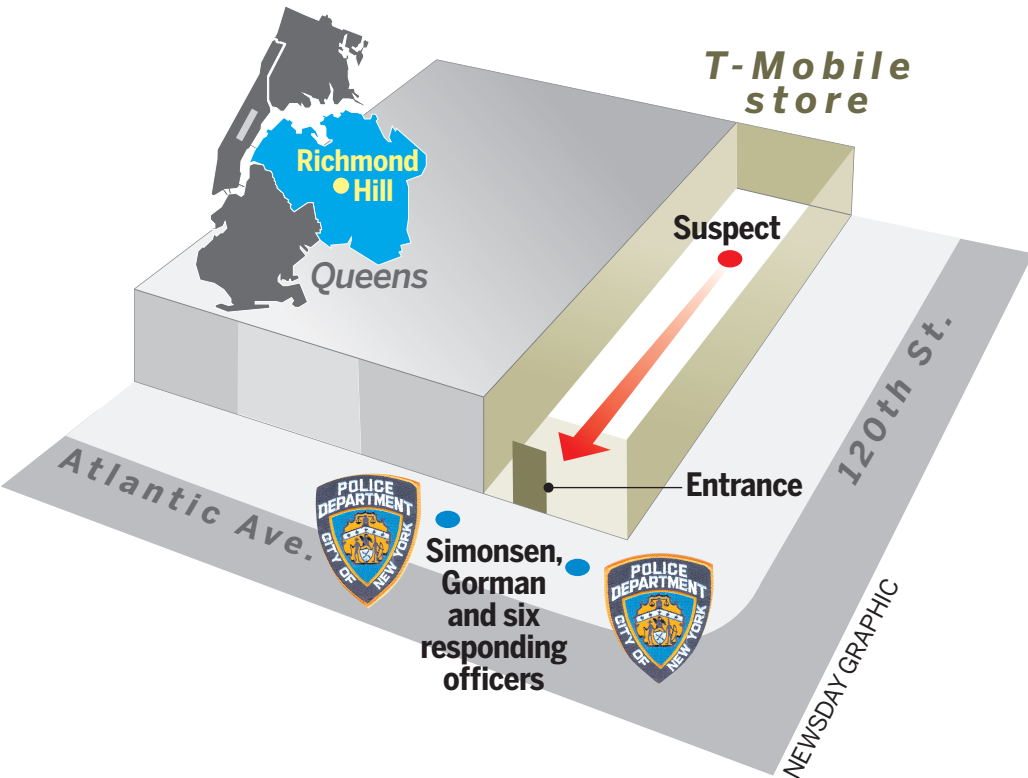 T-Mobile
store
Richmond
Hill
Queens
Suspect
120th St.
Entrance
Atlantic Ave.
POLICE
DEPARTMENT
CITY OF NEW YORK
Simonsen,
Gorman
and six
responding
officers
POLICE
DEPARTMENT
CITY OF NEW YORK
NEWSDAY GRAPHIC